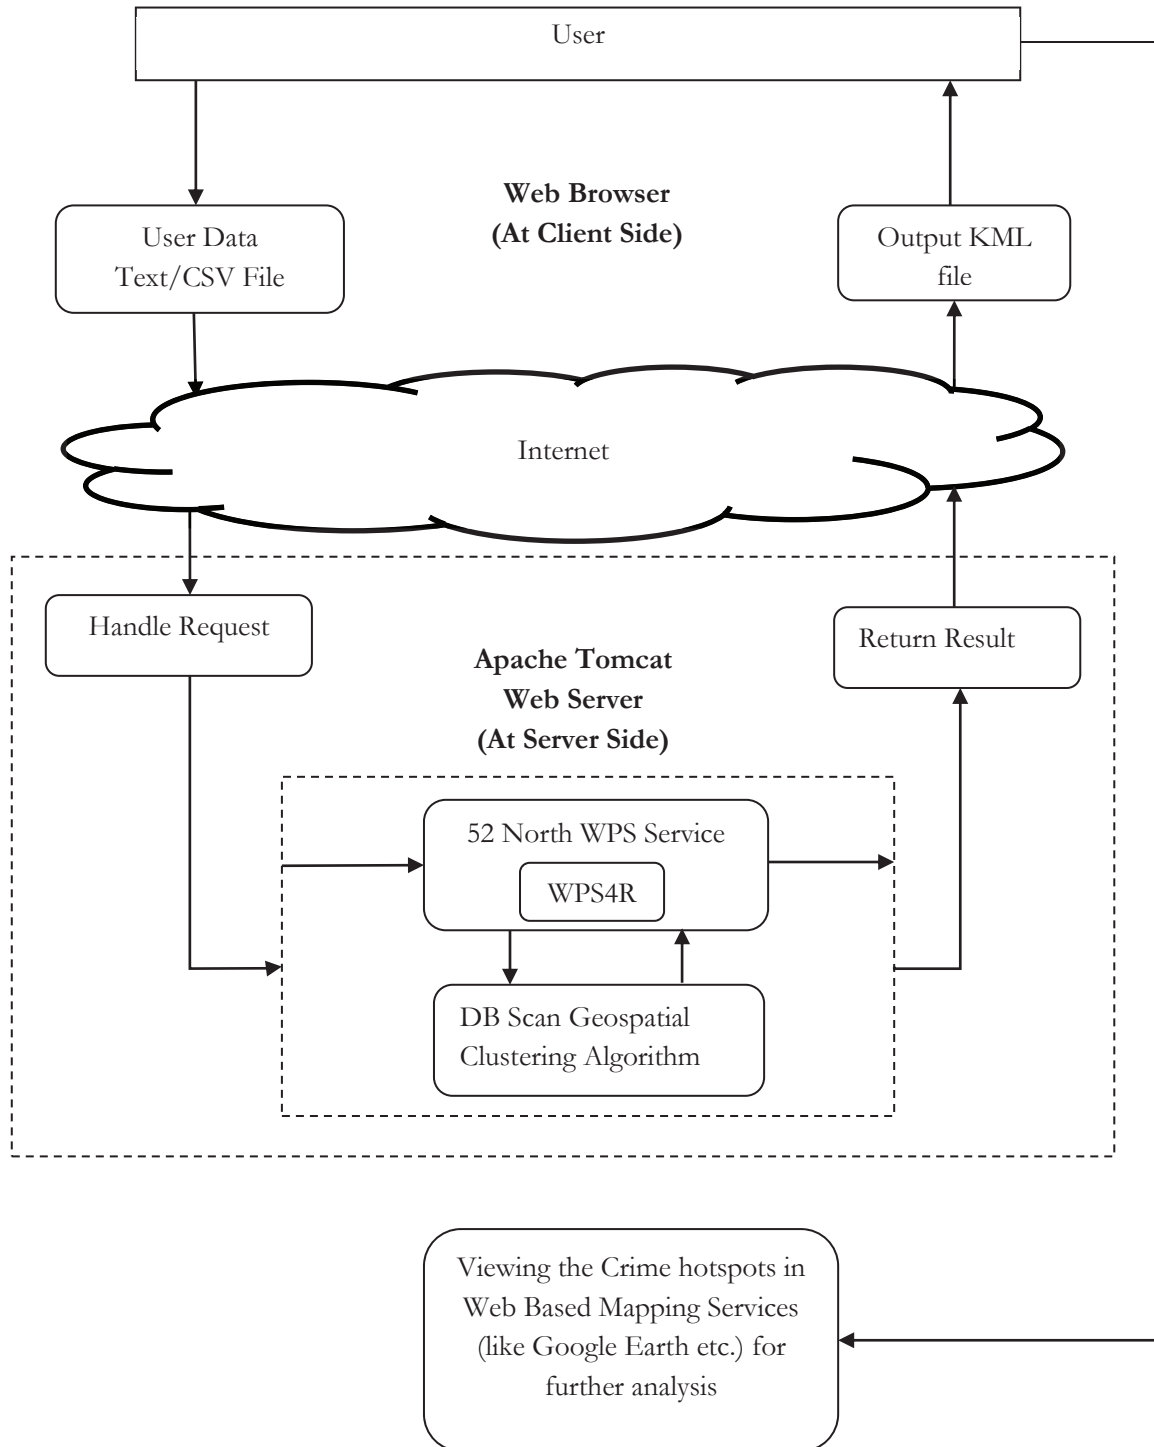 User
Web Browser
(At Client Side)
User Data
Text/CSV File
Output KML
file
Internet
Handle Request
Return Result
Apache Tomcat
Web Server
(At Server Side)
52 North WPS Service
WPS4R
DB Scan Geospatial
Clustering Algorithm
Viewing the Crime hotspots in
Web Based Mapping Services
(like Google Earth etc.) for
further analysis